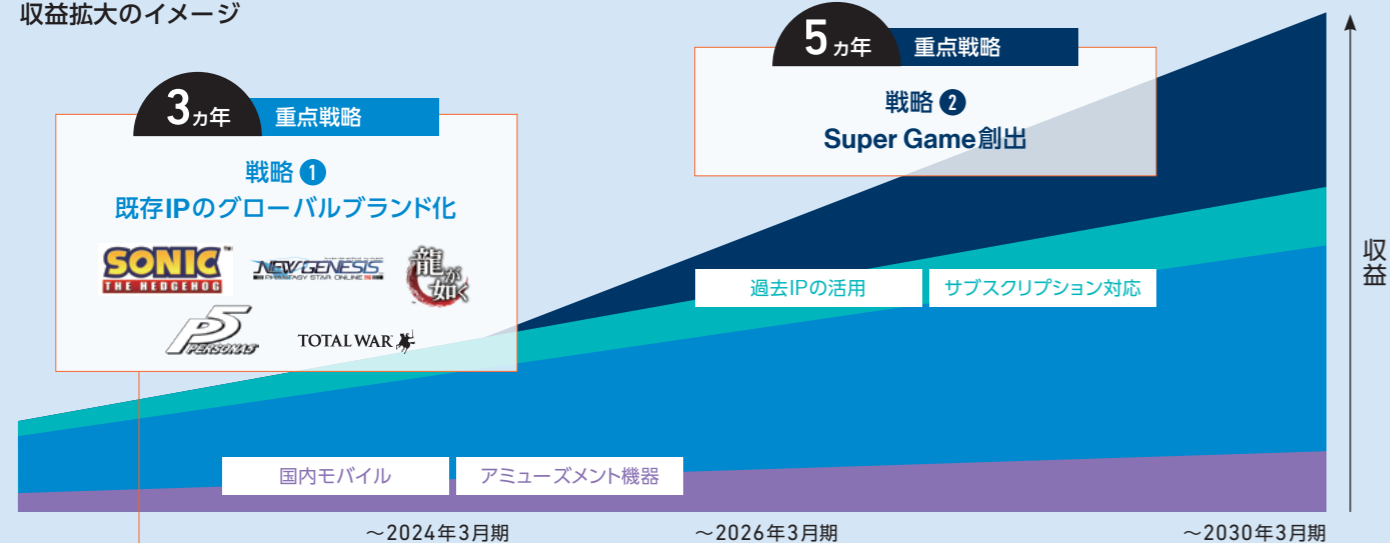 収益拡大のイメージ
3ヵ年 重点戦略
戦略 ❶
既存IPのグローバルブランド化
SONIC
THE HEDGEHOG
NEW GENESIS
PHANTASY STAR ONLINE 2
龍が如く
P5
PERSONA5
TOTAL WAR
5ヵ年 重点戦略
戦略 ❷
Super Game創出
過去IPの活用 サブスクリプション対応
国内モバイル アミューズメント機器
収益
～2024年3月期 ～2026年3月期 ～2030年3月期